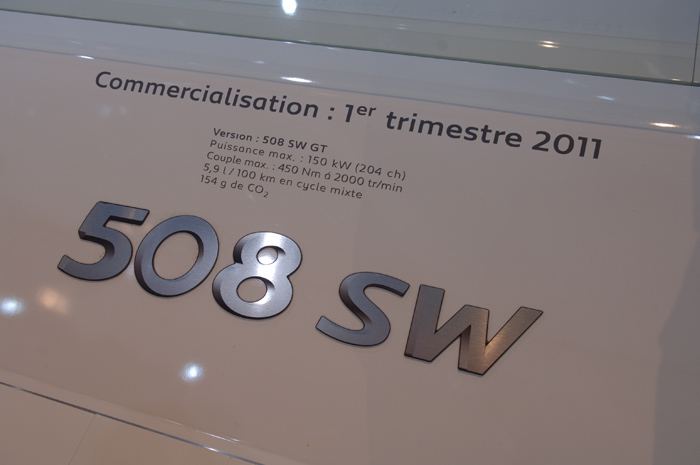 Commercialisation : 1er trimestre 2011
Version : 508 SW GT
Puissance max. : 150 kW (204 ch)
Couple max. : 450 Nm à 2000 tr/min
5,9 l / 100 km en cycle mixte
154 g de CO₂
508 SW